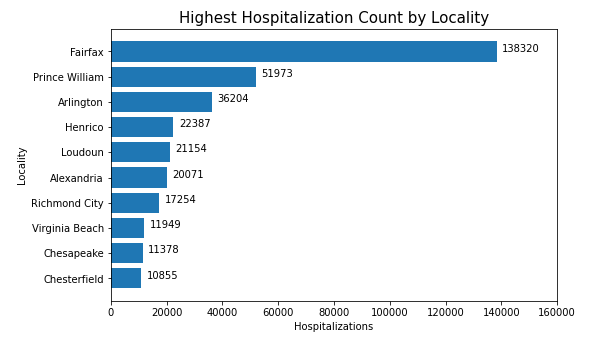 Highest Hospitalization Count by Locality
Fairfax 138320
Prince William 51973
Arlington 36204
Henrico 22387
Loudoun 21154
Alexandria 20071
Richmond City 17254
Virginia Beach 11949
Chesapeake 11378
Chesterfield 10855
Locality
0 20000 40000 60000 80000 100000 120000 140000 160000
Hospitalizations